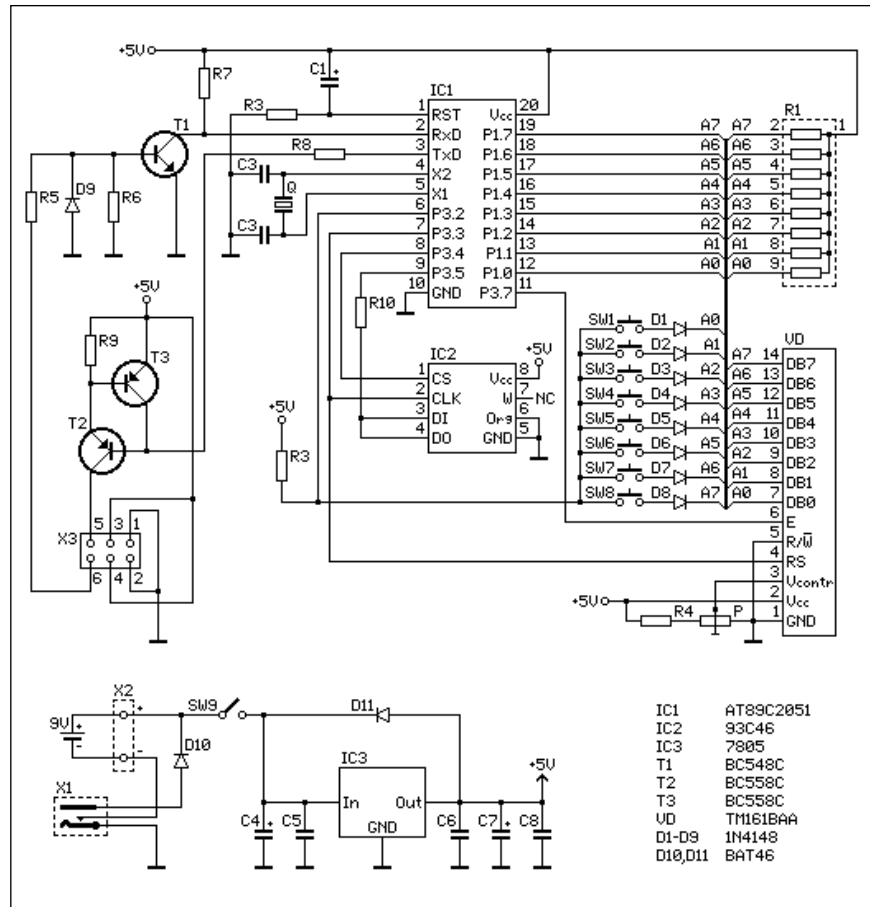 +5V
R7
C1 +
IC1
R3
1 RST Vcc 20
R1
T1
2 RxD P1.7 19 A7 A7 2 1
R8
3 TxD P1.6 18 A6 A6 3
C3
4 X2 P1.5 17 A5 A5 4
R5 D9 R6
Q
5 X1 P1.4 16 A4 A4 5
6 P3.2 P1.3 15 A3 A3 6
C3
7 P3.3 P1.2 14 A2 A2 7
8 P3.4 P1.1 13 A1 A1 8
9 P3.5 P1.0 12 A0 A0 9
10 GND P3.7 11
+5V
R10
R9
T3
SW1 D1 A0
SW2 D2 A1
SW3 D3 A2
SW4 D4 A3
SW5 D5 A4
SW6 D6 A5
SW7 D7 A6
SW8 D8 A7
IC2
+5V
1 CS Vcc 8
2 CLK W 7 NC
3 DI Org 6
4 DO GND 5
VD
A7 14 DB7
A6 13 DB6
A5 12 DB5
A4 11 DB4
A3 10 DB3
A2 9 DB2
A1 8 DB1
A0 7 DB0
6 E
5 R/W
4 RS
3 Vcontr
2 Vcc
1 GND
T2
+5V
R3
X3
5 3 1
6 4 2
+5V
R4 P
X2
+
-
9V
+
-
SW9
D11
D10
X1
IC3
In Out
GND
+5V
C4 + C5 C6 C7 + C8
IC1 AT89C2051
IC2 93C46
IC3 7805
T1 BC548C
T2 BC558C
T3 BC558C
VD TM161BAA
D1-D9 1N4148
D10,D11 BAT46